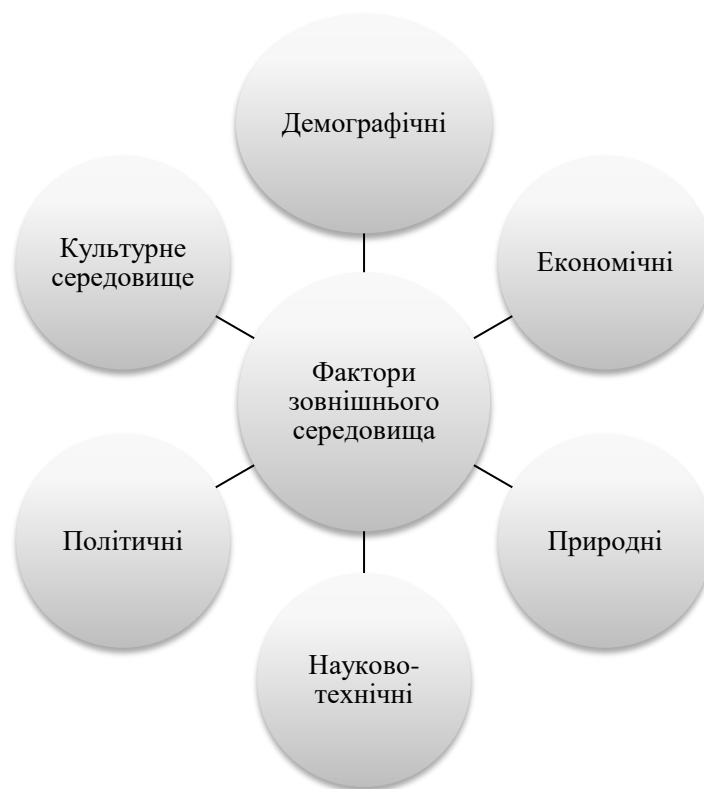 Демографічні
Культурне
середовище
Економічні
Фактори
зовнішнього
середовища
Політичні
Природні
Науково-
технічні